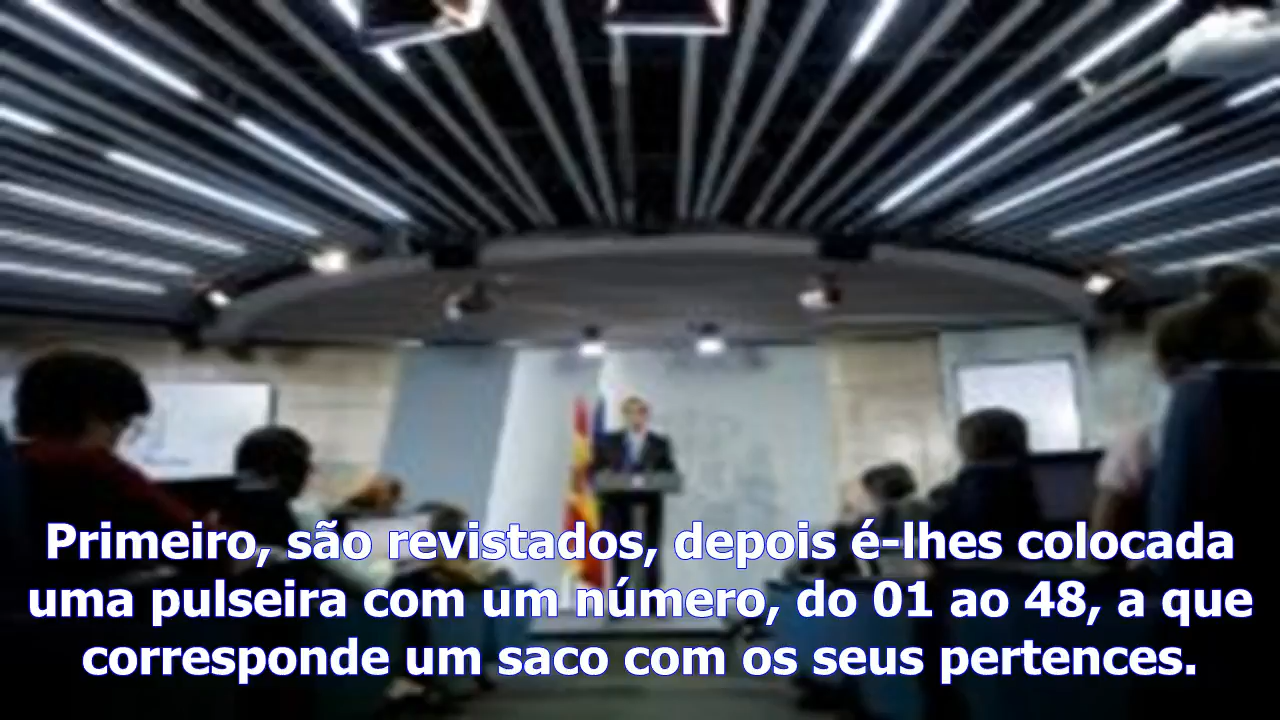 Primeiro, são revistados, depois é-lhes colocada
uma pulseira com um número, do 01 ao 48, a que
corresponde um saco com os seus pertences.